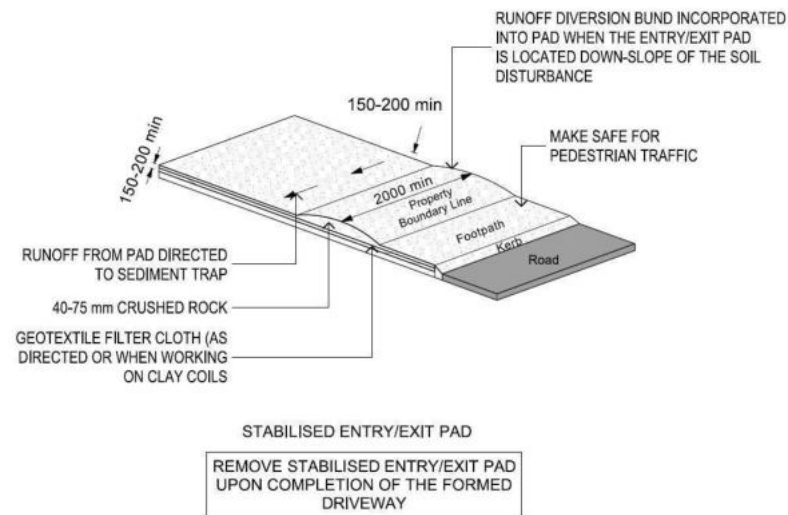 RUNOFF DIVERSION BUND INCORPORATED
INTO PAD WHEN THE ENTRY/EXIT PAD
IS LOCATED DOWN-SLOPE OF THE SOIL
DISTURBANCE
150-200 min
MAKE SAFE FOR
PEDESTRIAN TRAFFIC
150-200 min
2000 min
Property
Boundary Line
Footpath
Kerb
Road
RUNOFF FROM PAD DIRECTED
TO SEDIMENT TRAP
40-75 mm CRUSHED ROCK
GEOTEXTILE FILTER CLOTH (AS
DIRECTED OR WHEN WORKING
ON CLAY COILS
STABILISED ENTRY/EXIT PAD
REMOVE STABILISED ENTRY/EXIT PAD
UPON COMPLETION OF THE FORMED
DRIVEWAY